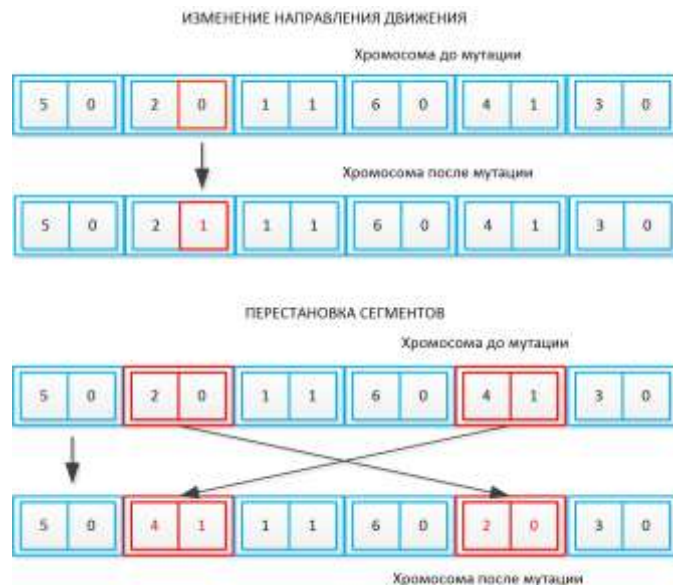 ИЗМЕНЕНИЕ НАПРАВЛЕНИЯ ДВИЖЕНИЯ
Хромосома до мутации
5 0 2 0 1 1 6 0 4 1 3 0
Хромосома после мутации
5 0 2 1 1 1 6 0 4 1 3 0
ПЕРЕСТАНОВКА СЕГМЕНТОВ
Хромосома до мутации
5 0 2 0 1 1 6 0 4 1 3 0
5 0 4 1 1 1 6 0 2 0 3 0
Хромосома после мутации